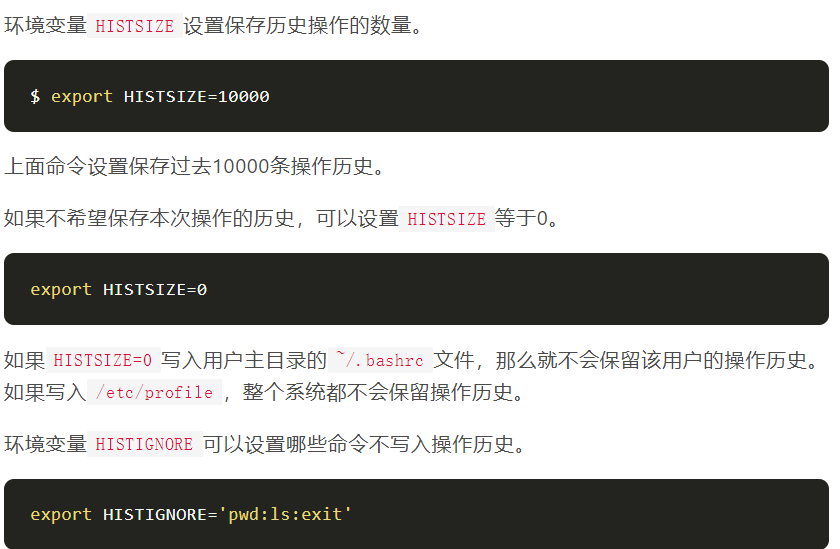 环境变量 HISTSIZE 设置保存历史操作的数量。
$ export HISTSIZE=10000
上面命令设置保存过去10000条操作历史。
如果不希望保存本次操作的历史，可以设置 HISTSIZE 等于0。
export HISTSIZE=0
如果 HISTSIZE=0 写入用户主目录的 ~/.bashrc 文件，那么就不会保留该用户的操作历史。
如果写入 /etc/profile ，整个系统都不会保留操作历史。
环境变量 HISTIGNORE 可以设置哪些命令不写入操作历史。
export HISTIGNORE='pwd:ls:exit'